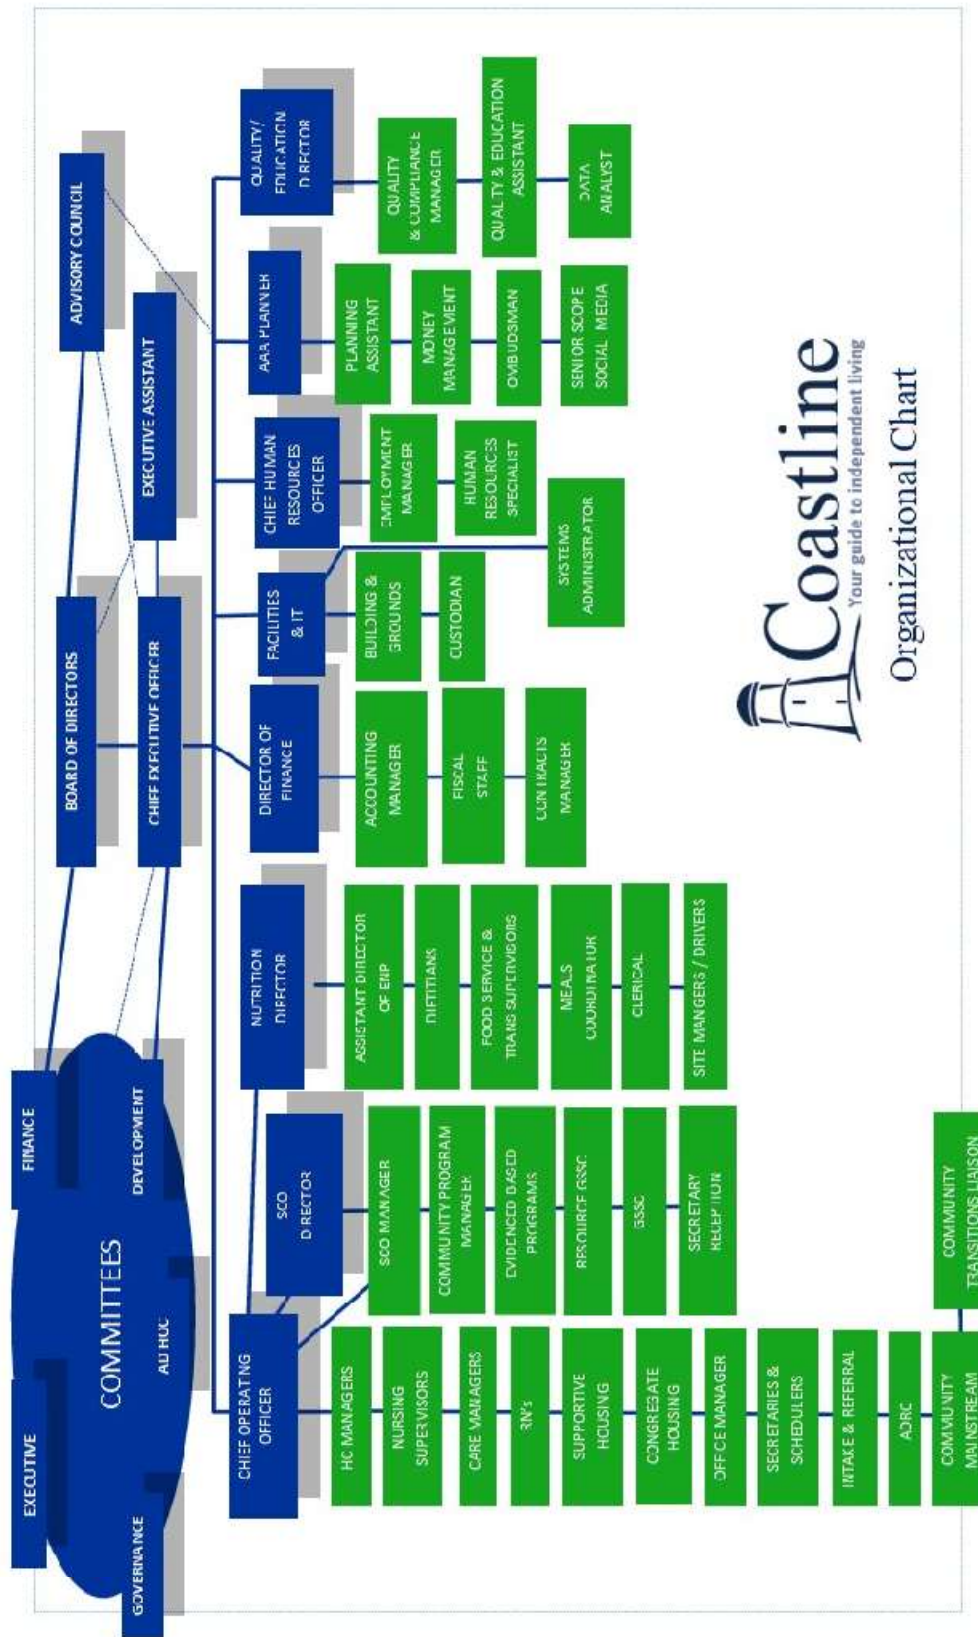 EXECUTIVE
FINANCE
COMMITTEES
GOVERNANCE
AD HOC
DEVELOPMENT
BOARD OF DIRECTORS
ADVISORY COUNCIL
CHIEF EXECUTIVE OFFICER
EXECUTIVE ASSISTANT
CHIEF OPERATING
OFFICER
SCO
DIRECTOR
NUTRITION
DIRECTOR
DIRECTOR OF
FINANCE
FACILITIES
& IT
CHIEF HUMAN
RESOURCES
OFFICER
AAA PLANNER
QUALITY/
EDUCATION
DIRECTOR
HC MANAGERS
NURSING
SUPERVISORS
CARE MANAGERS
RN's
SUPPORTIVE
HOUSING
CONGREGATE
HOUSING
OFFICE MANAGER
SECRETARIES &
SCHEDULERS
INTAKE & REFERRAL
ADRC
COMMUNITY
MAINSTREAM
COMMUNITY
TRANSITIONS LIAISON
SCO MANAGER
COMMUNITY PROGRAM
MANAGER
EVIDENCED BASED
PROGRAMS
RESOURCE GSSC
GSSC
SECRETARY
RECEPTION
ASSISTANT DIRECTOR
OF ENP
DIETITIANS
FOOD SERVICE &
TRANS SUPERVISORS
MEALS
COORDINATOR
CLERICAL
SITE MANGERS / DRIVERS
ACCOUNTING
MANAGER
FISCAL
STAFF
CONTRACTS
MANAGER
BUILDING &
GROUNDS
CUSTODIAN
SYSTEMS
ADMINISTRATOR
EMPLOYMENT
MANAGER
HUMAN
RESOURCES
SPECIALIST
PLANNING
ASSISTANT
MONEY
MANAGEMENT
OMBUDSMAN
SENIOR SCOPE
SOCIAL MEDIA
QUALITY
& COMPLIANCE
MANAGER
QUALTY & EDUCATION
ASSISTANT
DATA
ANALYST
Coastline
Your guide to independent living
Organizational Chart